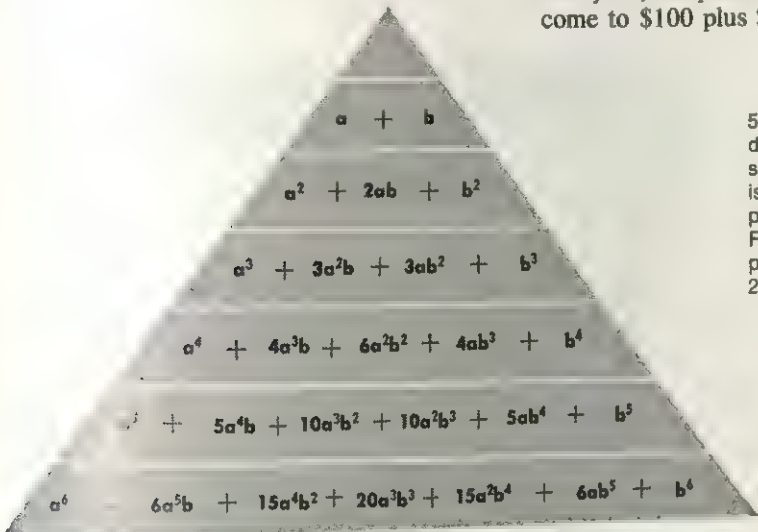 come to $100 plus
a + b
a² + 2ab + b²
a³ + 3a²b + 3ab² + b³
a⁴ + 4a³b + 6a²b² + 4ab³ + b⁴
⁵ + 5a⁴b + 10a³b² + 10a²b³ + 5ab⁴ + b⁵
a⁶ 6a⁵b + 15a⁴b² + 20a³b³ + 15a²b⁴ + 6ab⁵ + b⁶
5
d
s
is
p
F
p
2